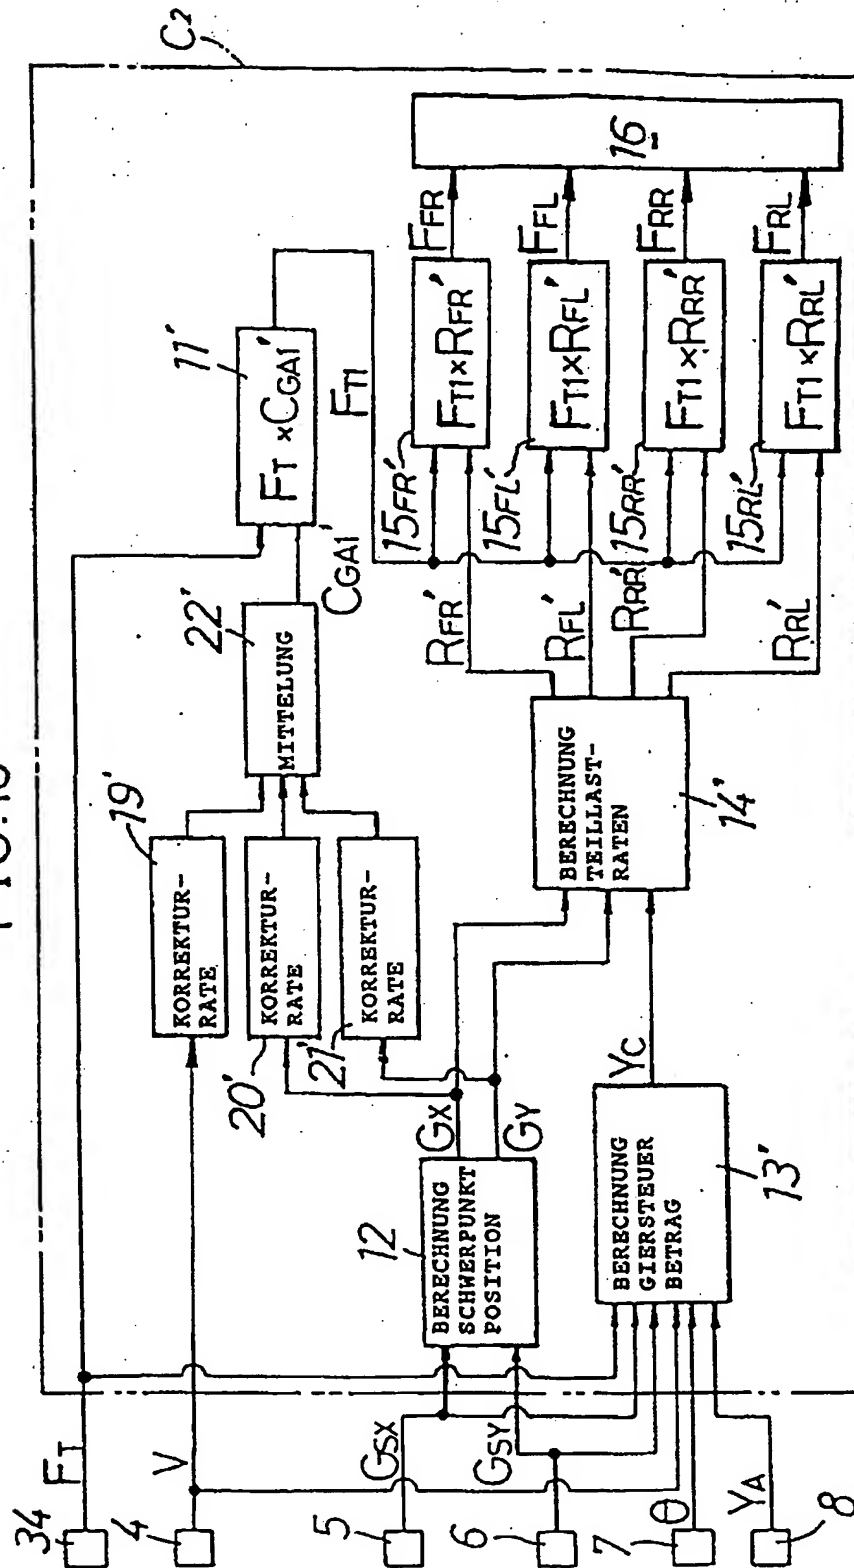 C2
34
FT
4
V
5
GSX
6
GSY
7
θ
8
YA
12
BERECHNUNG
SCHWERPUNKT
POSITION
GX
GY
13'
BERECHNUNG
GIERSTEUER
BETRAG
YC
19'
KORREKTUR-
RATE
20'
KORREKTUR-
RATE
21'
KORREKTUR-
RATE
22'
MITTELUNG
CGA1'
11'
FT × CGA1'
FT1
14'
BERECHNUNG
TEILLAST-
RATEN
RFR'
RFL'
RRR'
RRL'
15FR'
FT1×RFR'
FFR
15FL'
FT1×RFL'
FFL
15RR'
FT1×RRR'
FRR
15RL'
FT1×RRL'
FRL
16